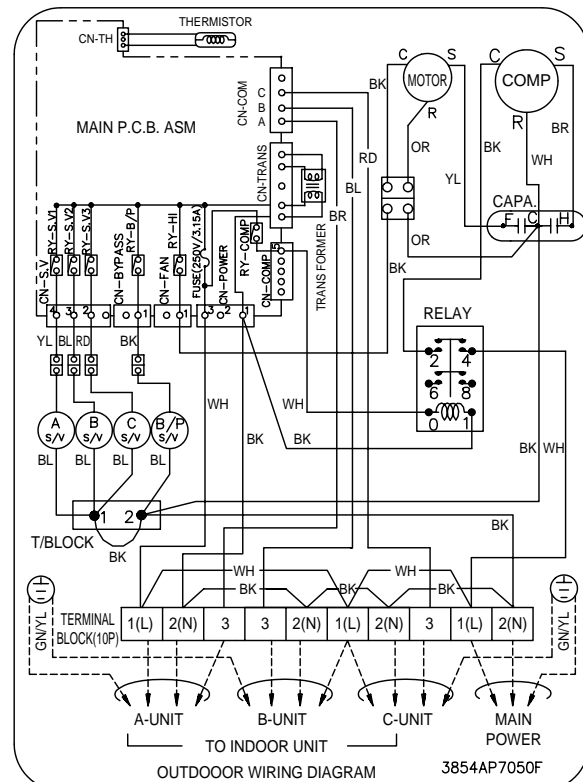 THERMISTOR
CN-TH
MAIN P.C.B. ASM
CN-COM
C
B
A
CN-TRANS
TRANS FORMER
C MOTOR S
R
C COMP S
R
BK
OR
YL
BK
WH
BR
RD
BL
BR
CAPA.
F C H
OR
BK
RY-S.V1
RY-S.V2
RY-S.V3
RY-B/P
RY-HI
FUSE(250V/3.15A)
RY-COMP
CN-S.V
CN-BYPASS
CN-FAN
CN-POWER
CN-COMP
5
4 3 2 1 1 3 2 1
RELAY
2 4
6 8
0 1
YL BL RD BK
WH WH
BK BK
BK WH
A S/V
B S/V
C S/V
B/P S/V
BL BL BL BL
1 2
T/BLOCK
BK
WH WH
BK BK BK
GN/YL
GN/YL
TERMINAL BLOCK(10P)
1(L) 2(N) 3 3 2(N) 1(L) 2(N) 3 1(L) 2(N)
A-UNIT B-UNIT C-UNIT MAIN POWER
TO INDOOR UNIT
OUTDOOOR WIRING DIAGRAM
3854AP7050F